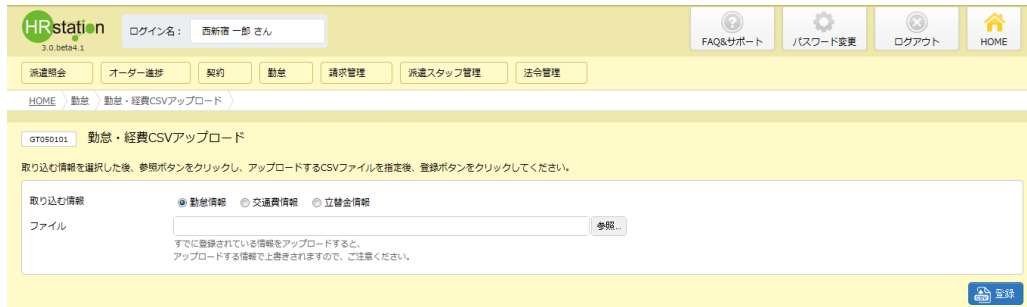 HRstation
3.0.beta4.1
ログイン名： 西新宿 一郎 さん
FAQ&サポート
パスワード変更
ログアウト
HOME
派遣照会 オーダー進捗 契約 勤怠 請求管理 派遣スタッフ管理 法令管理
HOME 勤怠 勤怠・経費CSVアップロード
GT050101 勤怠・経費CSVアップロード
取り込む情報を選択した後、参照ボタンをクリックし、アップロードするCSVファイルを指定後、登録ボタンをクリックしてください。
取り込む情報 勤怠情報 交通費情報 立替金情報
ファイル 参照...
すでに登録されている情報をアップロードすると、
アップロードする情報で上書きされますので、ご注意ください。
CSV 登録